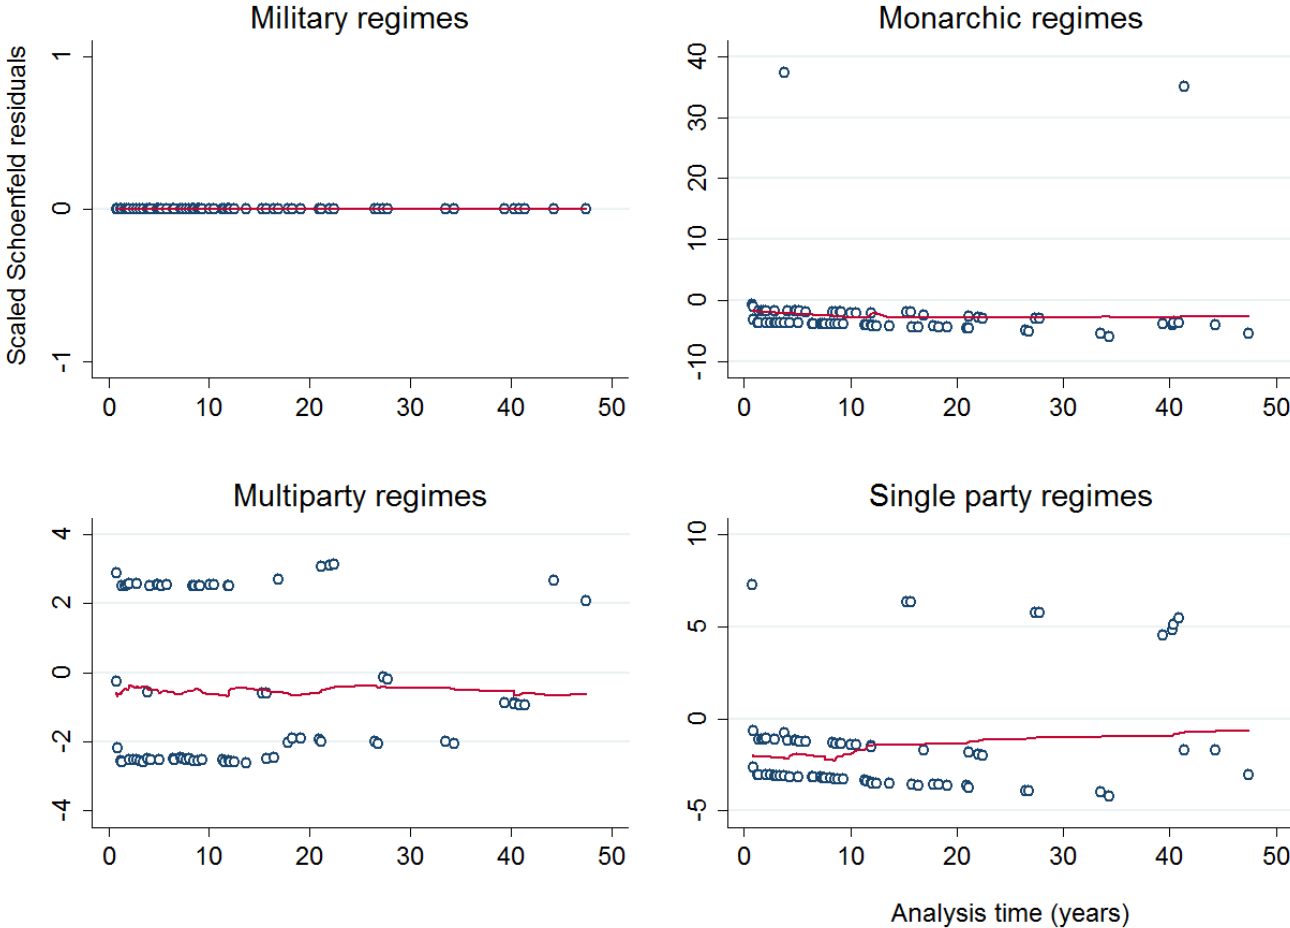 Military regimes
Scaled Schoenfeld residuals
1
0
-1
0 10 20 30 40 50
Monarchic regimes
40
30
20
10
0
-10
0 10 20 30 40 50
Multiparty regimes
4
2
0
-2
-4
0 10 20 30 40 50
Single party regimes
10
5
0
-5
0 10 20 30 40 50
Analysis time (years)